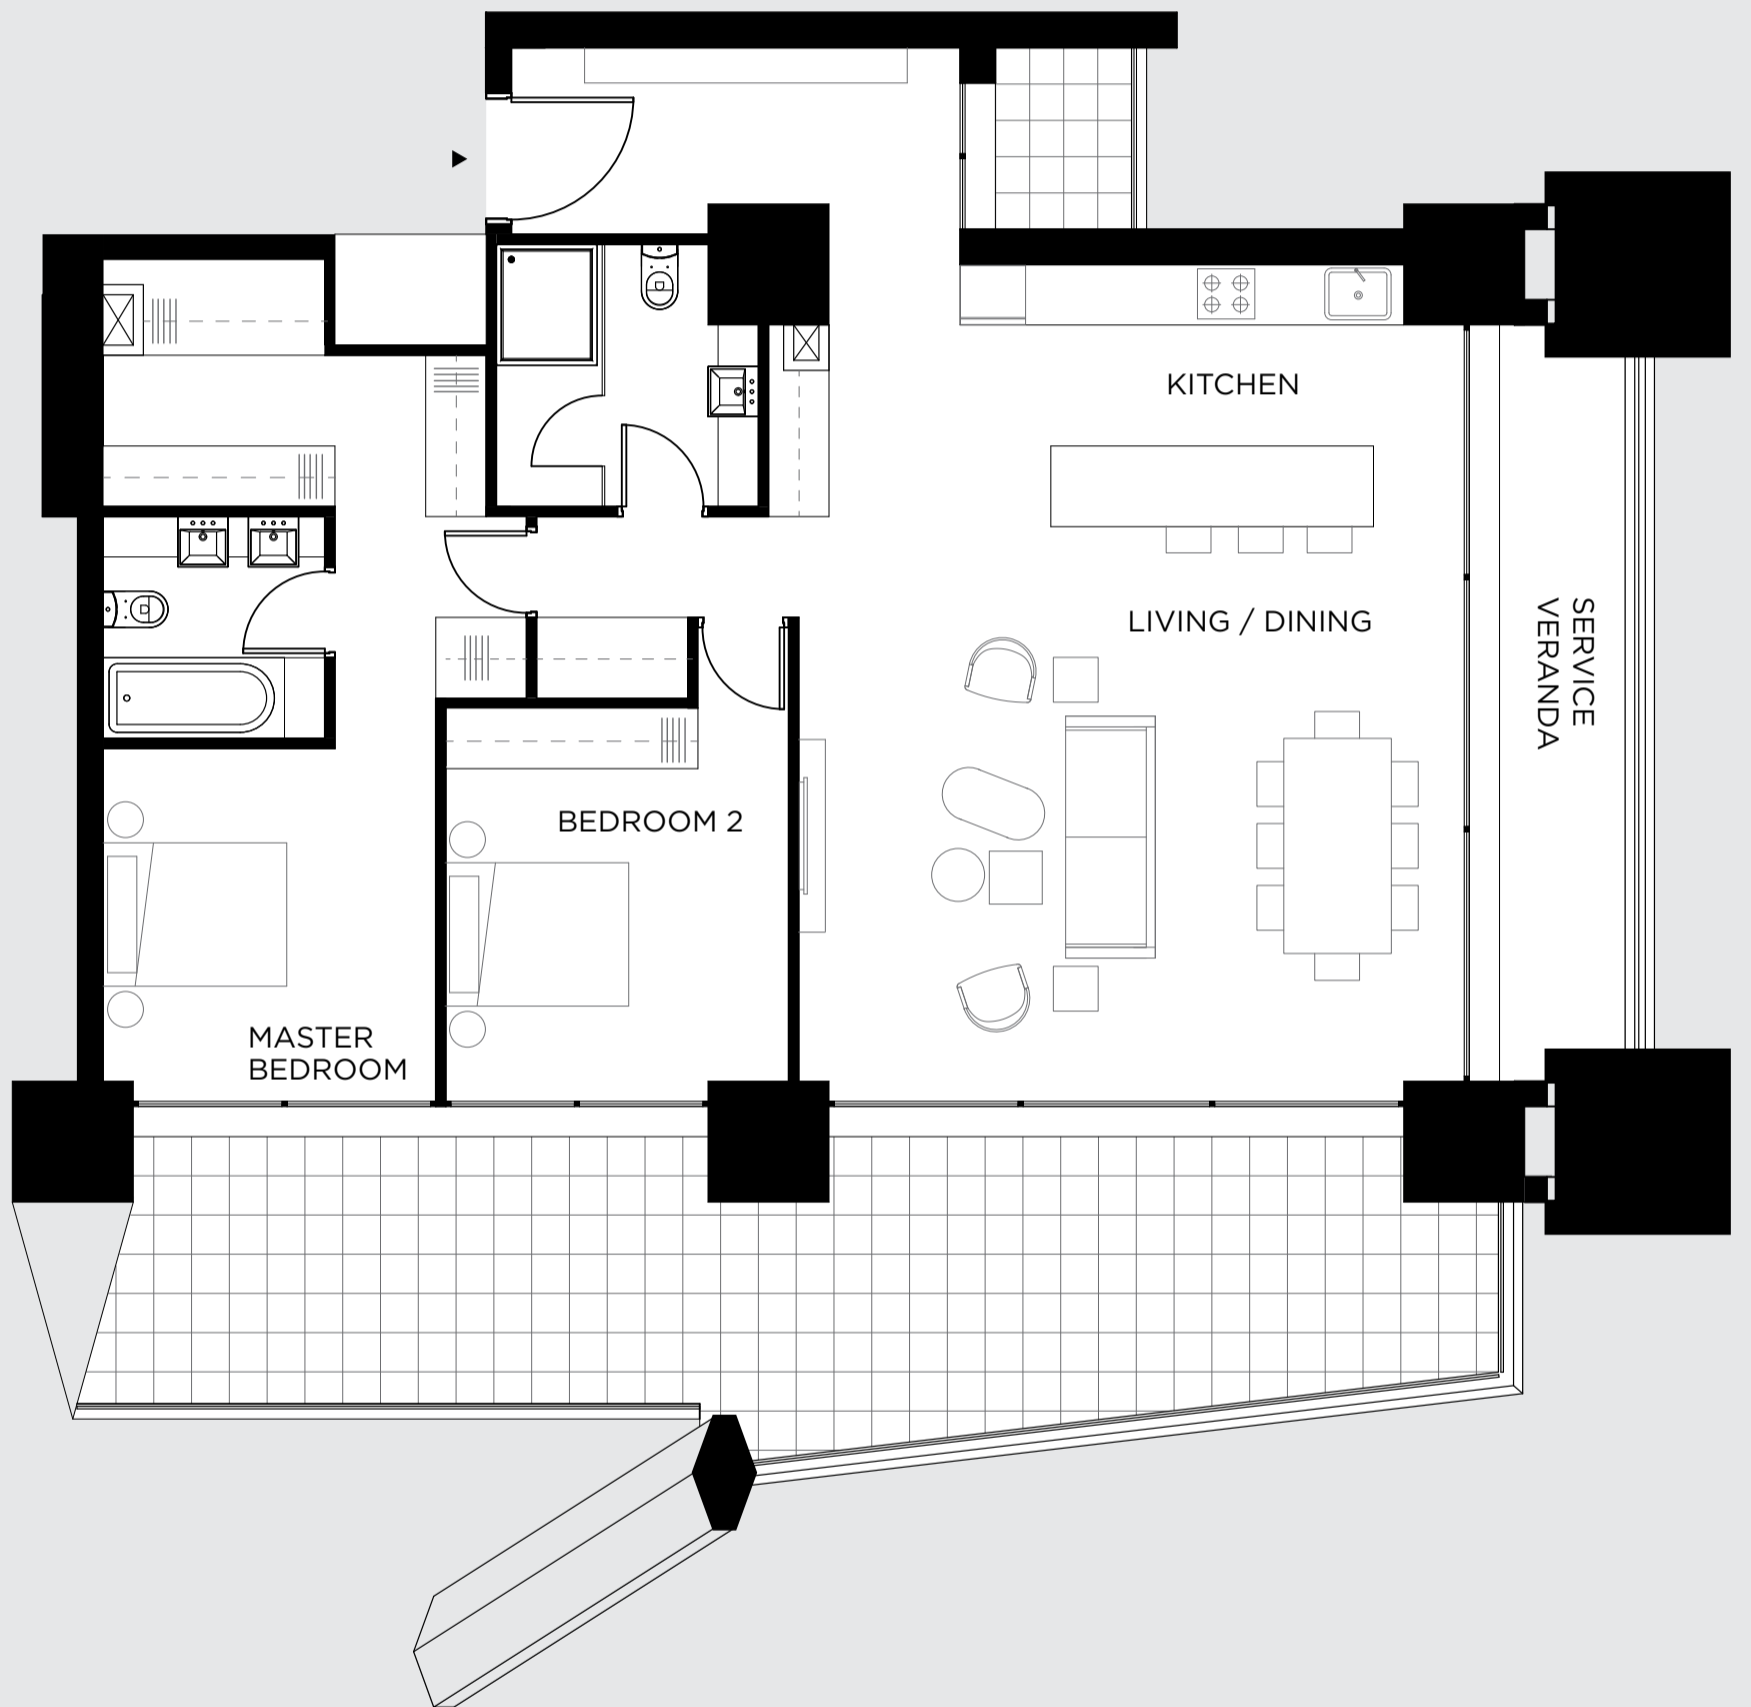 KITCHEN
LIVING / DINING
SERVICE
VERANDA
BEDROOM 2
MASTER
BEDROOM